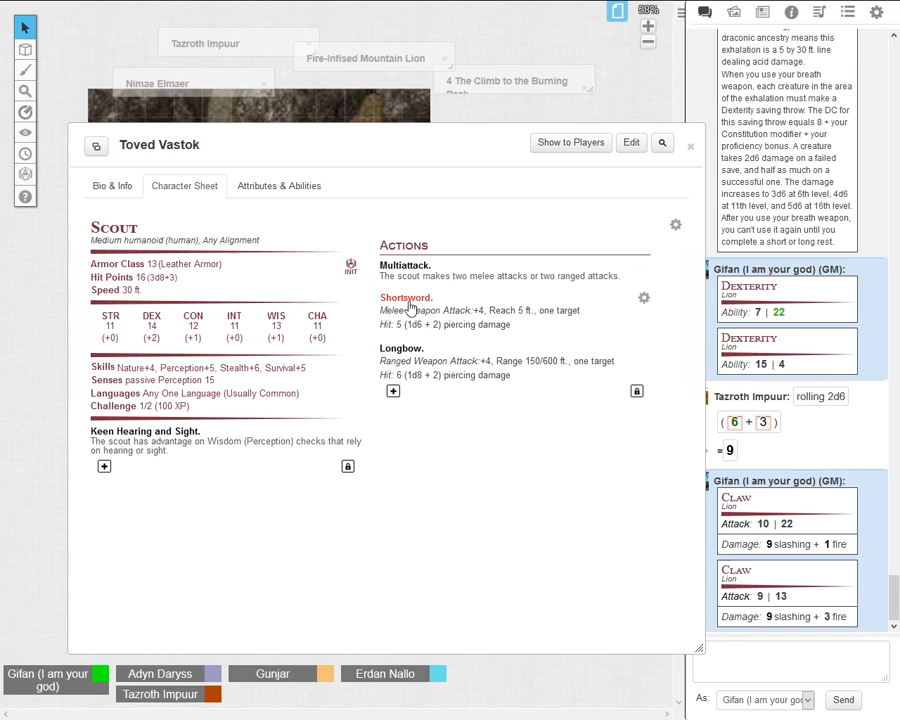 88%
Tazroth Impuur
Fire-Infised Mountain Lion
Nimae Elmaer
4 The Climb to the Burning
Toved Vastok
Show to Players
Edit
Bio & Info
Character Sheet
Attributes & Abilities
SCOUT
Medium humanoid (human), Any Alignment
Armor Class 13 (Leather Armor)
Hit Points 16 (3d8+3)
Speed 30 ft.
INIT
STR DEX CON INT WIS CHA
11 14 12 11 13 11
(+0) (+2) (+1) (+0) (+1) (+0)
Skills Nature+4, Perception+5, Stealth+6, Survival+5
Senses passive Perception 15
Languages Any One Language (Usually Common)
Challenge 1/2 (100 XP)
Keen Hearing and Sight.
The scout has advantage on Wisdom (Perception) checks that rely
on hearing or sight.
ACTIONS
Multiattack.
The scout makes two melee attacks or two ranged attacks.
Shortsword.
Melee Weapon Attack:+4, Reach 5 ft., one target
Hit: 5 (1d6 + 2) piercing damage
Longbow.
Ranged Weapon Attack:+4, Range 150/600 ft., one target
Hit: 6 (1d8 + 2) piercing damage
draconic ancestry means this
exhalation is a 5 by 30 ft. line
dealing acid damage.
When you use your breath
weapon, each creature in the area
of the exhalation must make a
Dexterity saving throw. The DC for
this saving throw equals 8 + your
Constitution modifier + your
proficiency bonus. A creature
takes 2d6 damage on a failed
save, and half as much on a
successful one. The damage
increases to 3d6 at 6th level, 4d6
at 11th level, and 5d6 at 16th level.
After you use your breath weapon,
you can't use it again until you
complete a short or long rest.
Gifan (I am your god) (GM):
DEXTERITY
Lion
Ability: 7 | 22
DEXTERITY
Lion
Ability: 15 | 4
Tazroth Impuur: rolling 2d6
( 6 + 3 )
= 9
Gifan (I am your god) (GM):
CLAW
Lion
Attack: 10 | 22
Damage: 9 slashing + 1 fire
CLAW
Lion
Attack: 9 | 13
Damage: 9 slashing + 3 fire
As: Gifan (I am your god
Send
Gifan (I am your
god)
Adyn Daryss
Gunjar
Erdan Nallo
Tazroth Impuur